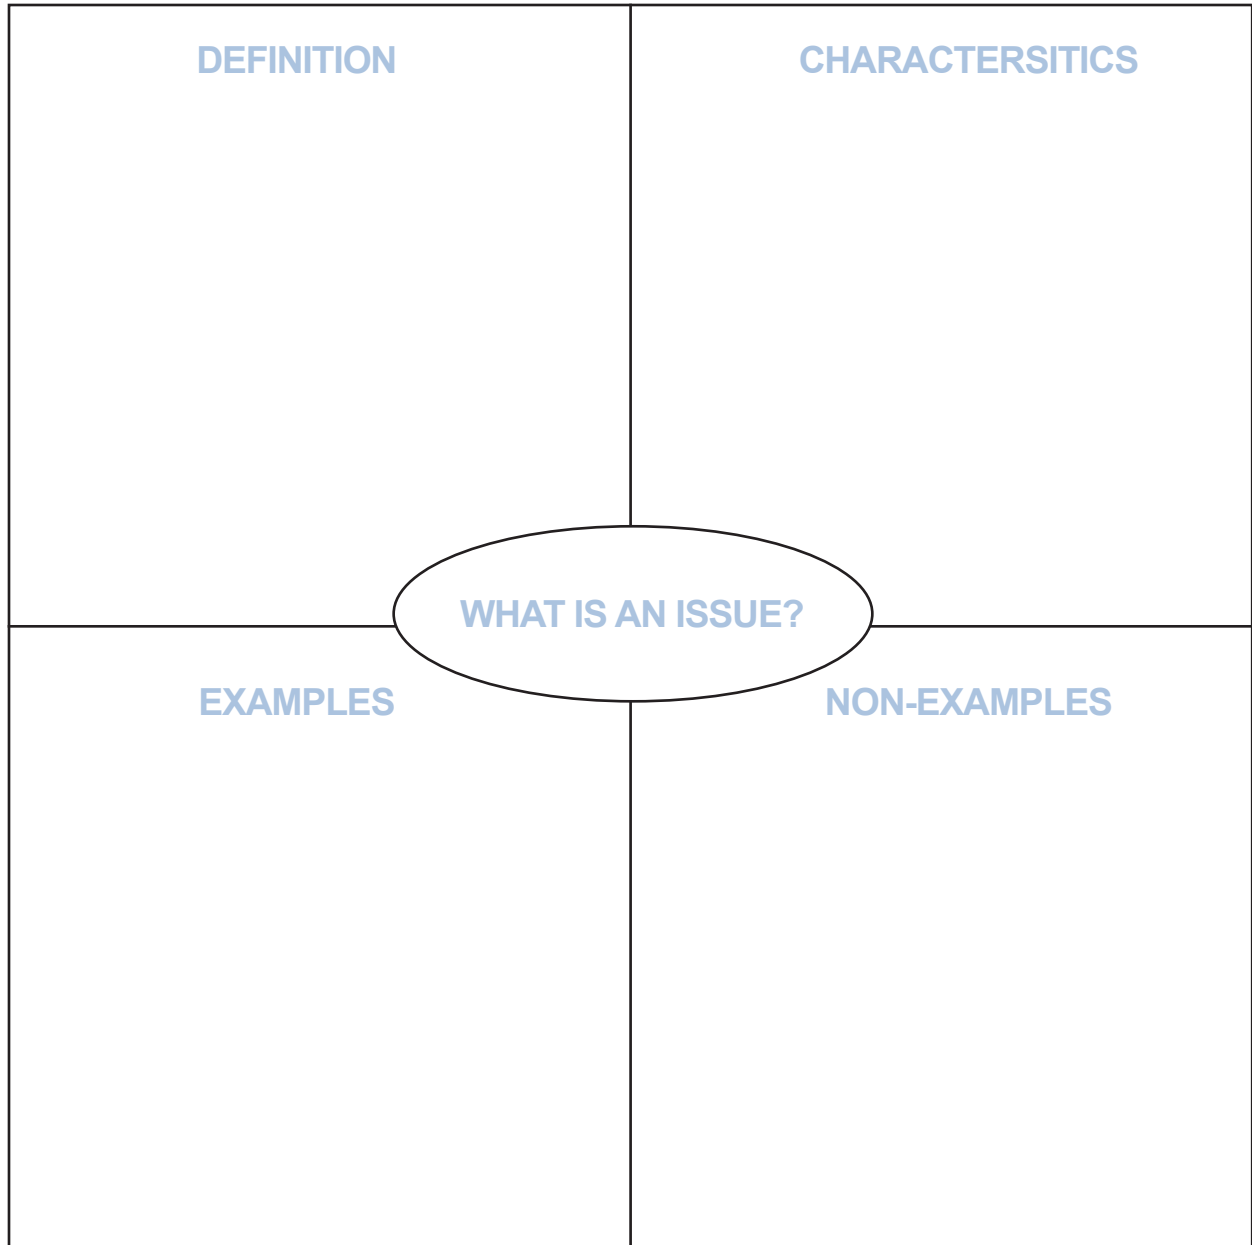 DEFINITION
CHARACTERSITICS
WHAT IS AN ISSUE?
EXAMPLES
NON-EXAMPLES